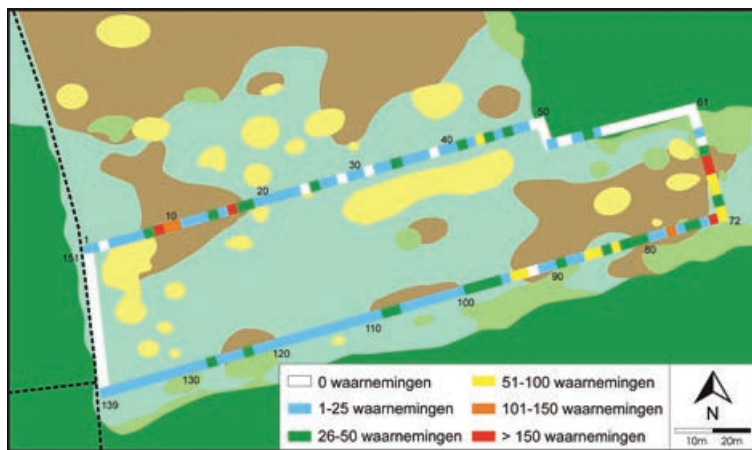 50
61
40
30
20
10
1
151
72
80
90
100
110
120
130
139
0 waarnemingen
51-100 waarnemingen
1-25 waarnemingen
101-150 waarnemingen
26-50 waarnemingen
> 150 waarnemingen
N
10m 20m